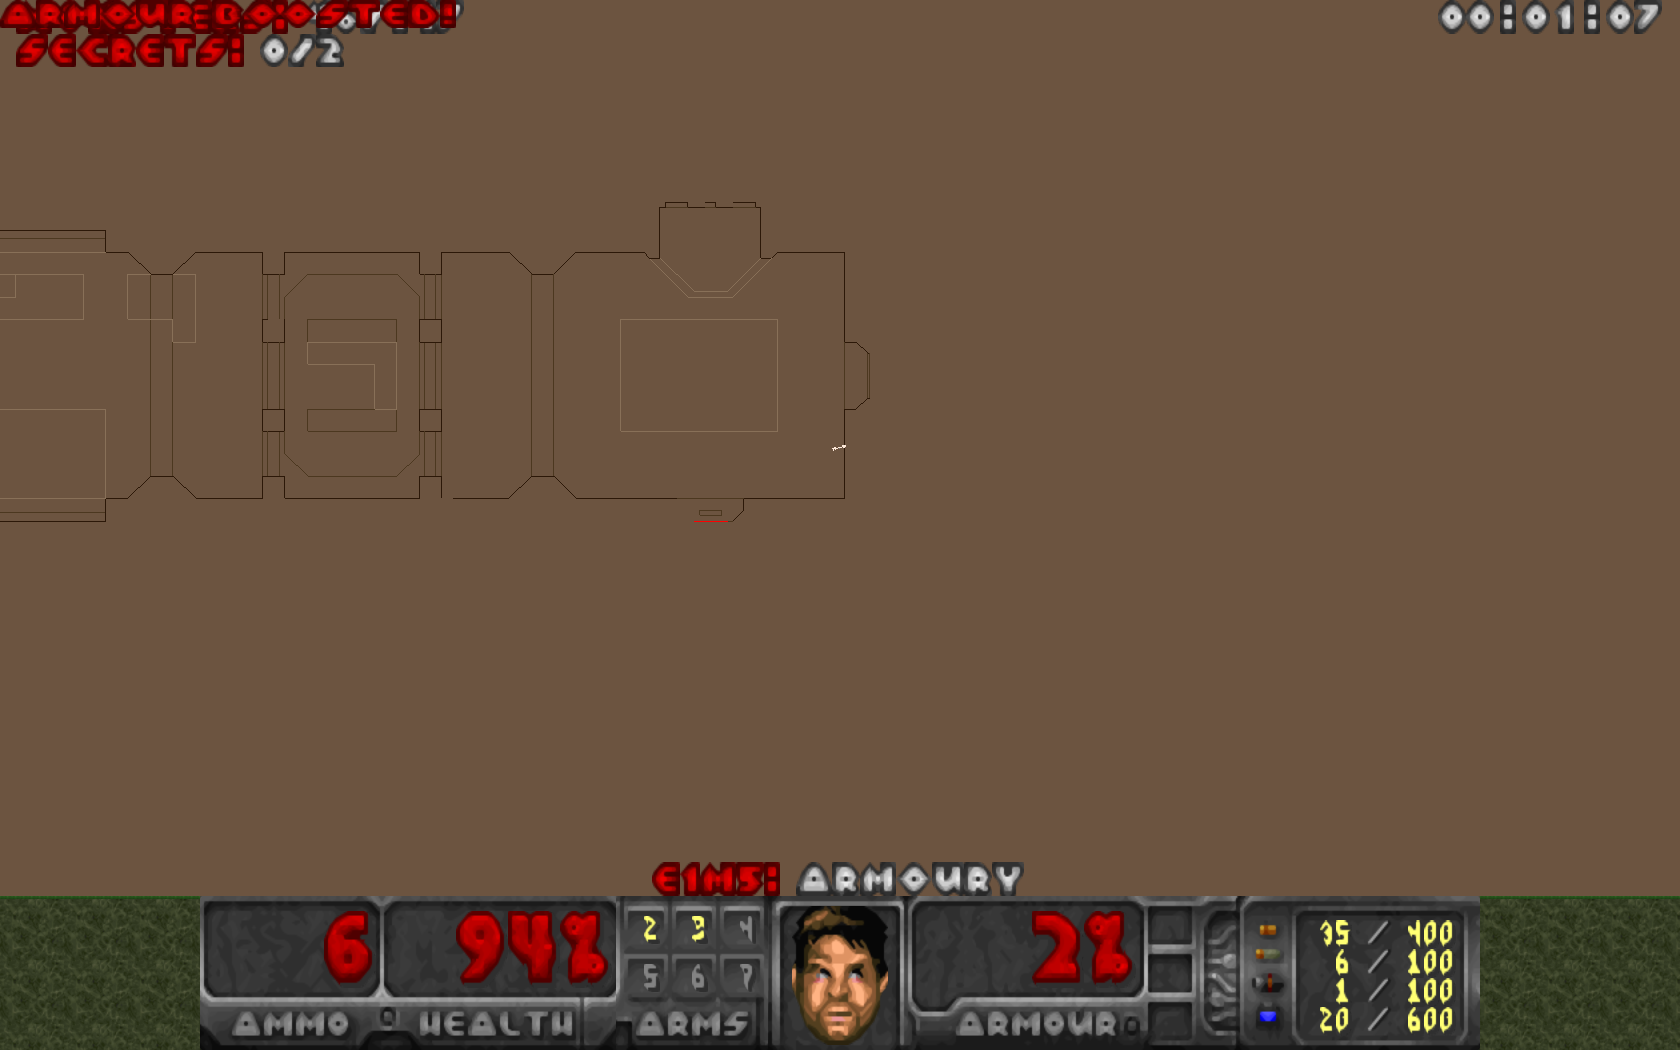 ARMOUR BOOSTED!
00:01:07
SECRETS: 0/2
E1M5: ARMOURY
6 94% 2 3 4 2% 35 / 400
5 6 7 6 / 100
1 / 100
AMMO HEALTH ARMS ARMOUR 20 / 600